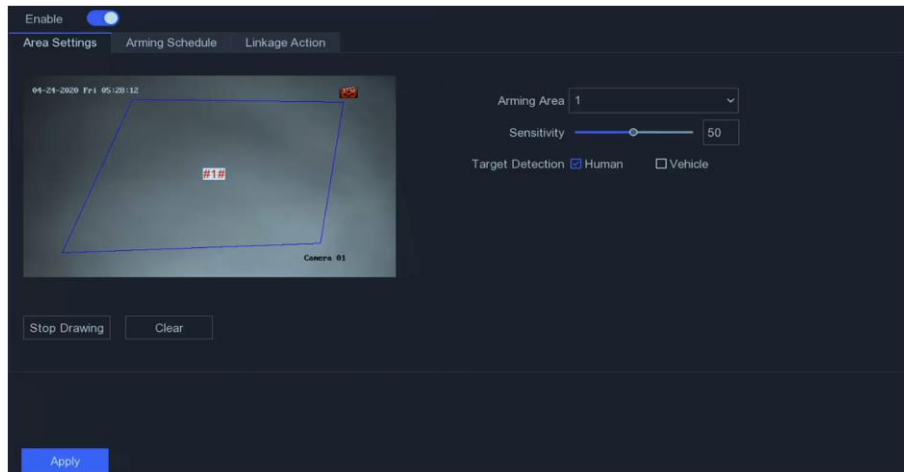 Enable
Area Settings Arming Schedule Linkage Action
04-24-2020 Fri 05:28:12
Arming Area 1
Sensitivity 50
Target Detection Human Vehicle
#1#
Camera 01
Stop Drawing Clear
Apply